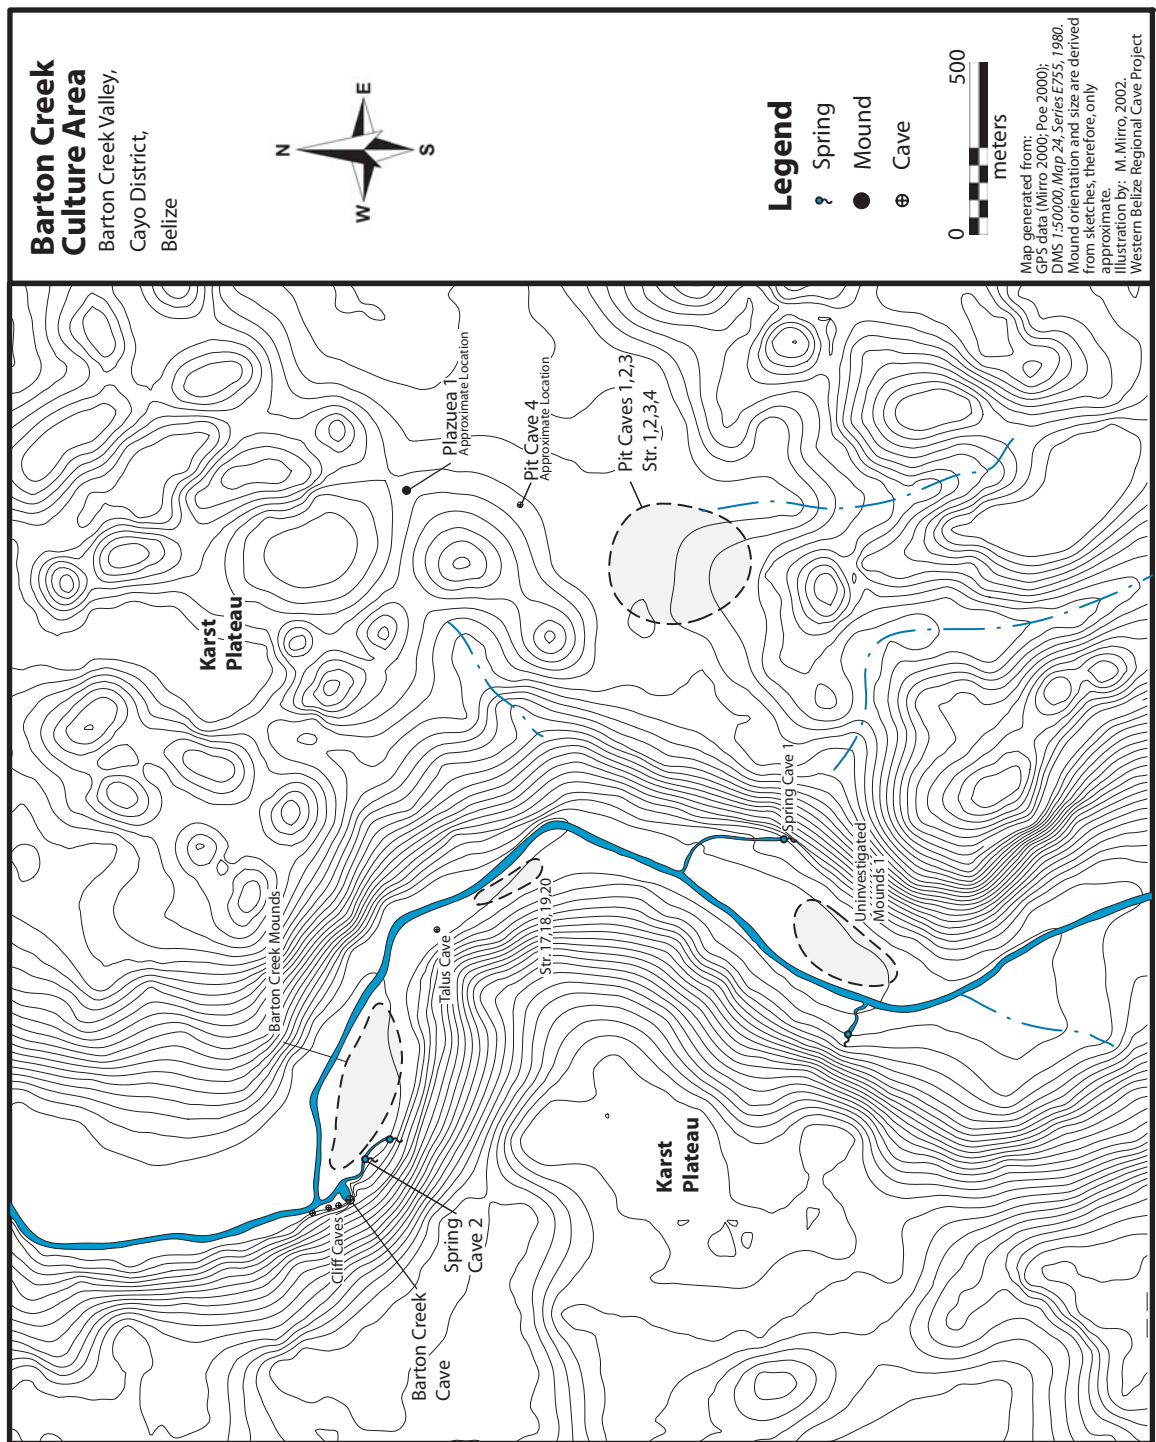 Barton Creek
Culture Area
Barton Creek Valley,
Cayo District,
Belize
N
E
S
W
Legend
Spring
Mound
Cave
0
500
meters
Map generated from:
GPS data (Mirro 2000; Poe 2000);
DMS 1:50000, Map 24, Series E755, 1980.
Mound orientation and size are derived
from sketches, therefore, only
approximate.
Illustration by: M. Mirro, 2002.
Western Belize Regional Cave Project
Karst
Plateau
Plazuea 1
Approximate Location
Pit Cave 4
Approximate Location
Pit Caves 1,2,3
Str. 1,2,3,4
Barton Creek Mounds
Talus Cave
Str. 17,18,19,20
Spring Cave 1
Uninvestigated
Mounds 1
Cliff Caves
Spring
Cave 2
Barton Creek
Cave
Karst
Plateau